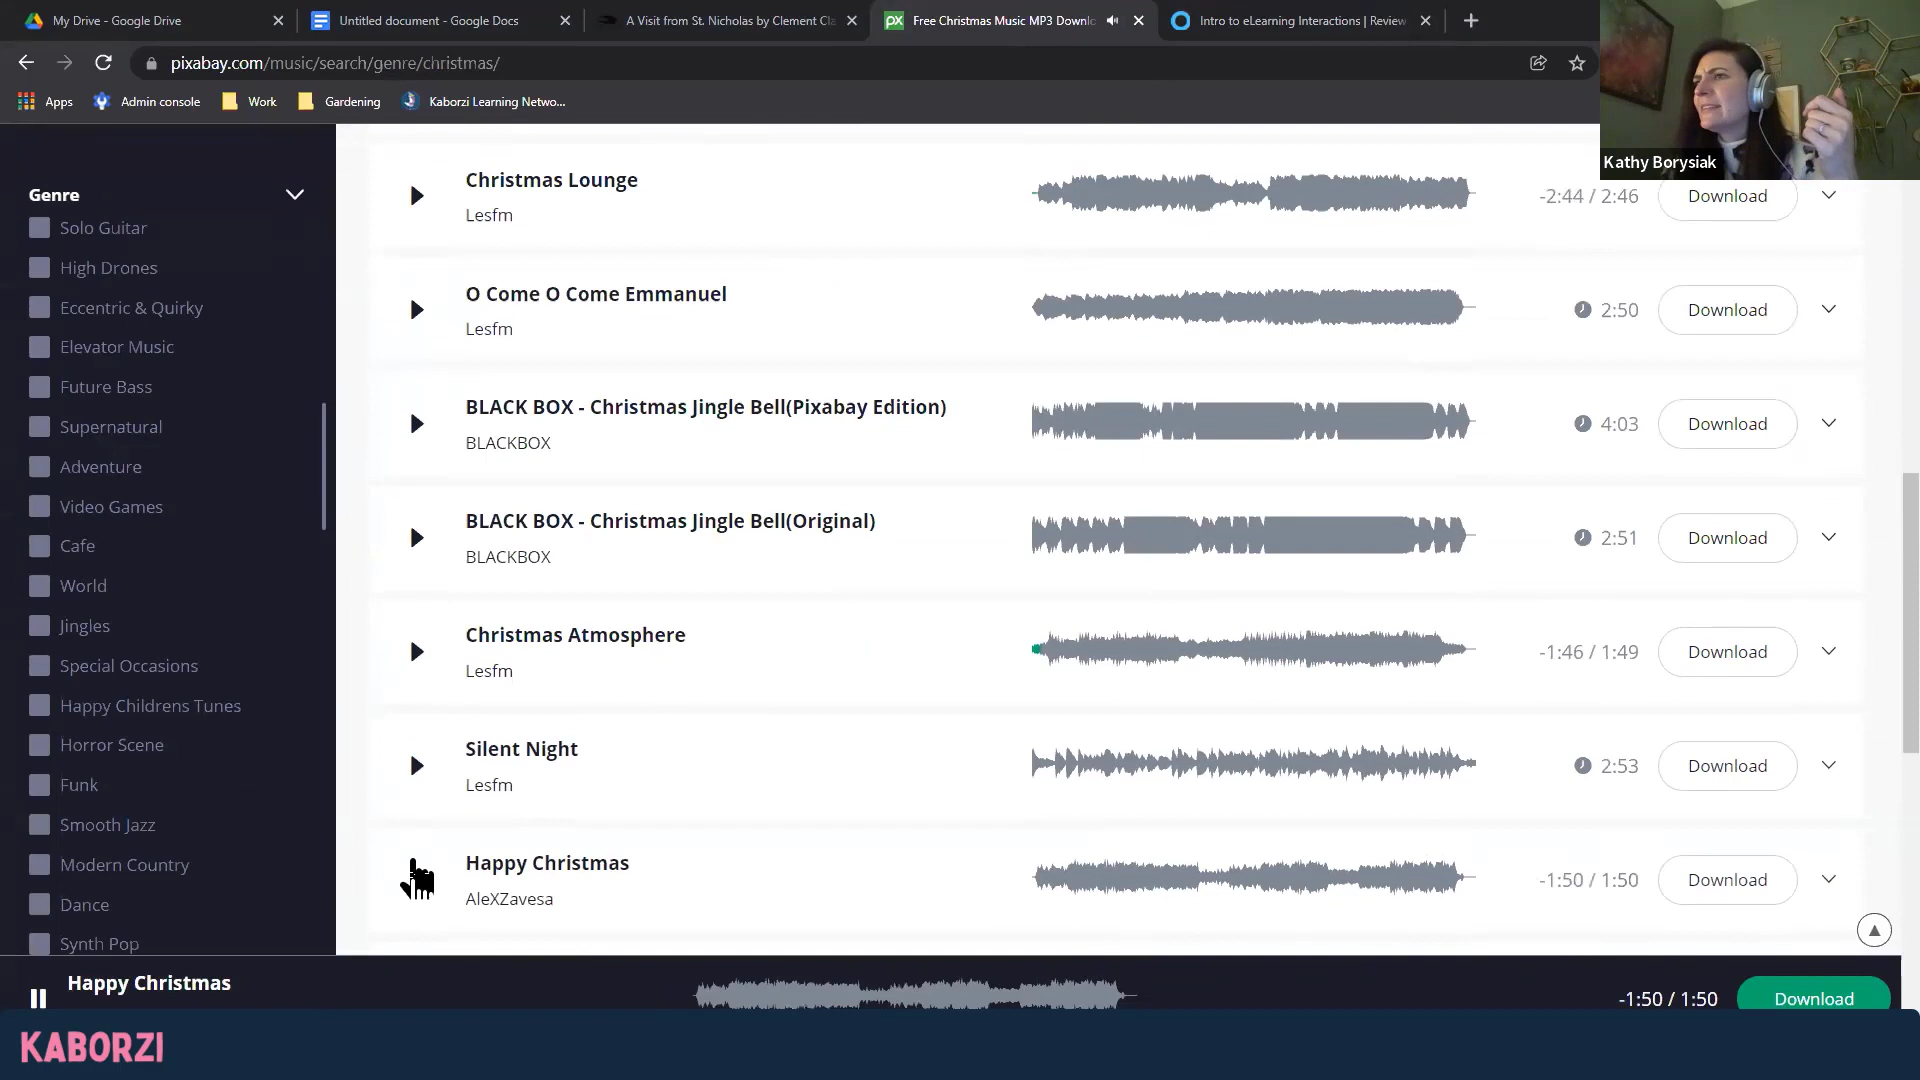 My Drive - Google Drive
Untitled document - Google Docs
A Visit from St. Nicholas by Clement Cla
Free Christmas Music MP3 Downlo
Intro to eLearning Interactions | Review
pixabay.com/music/search/genre/christmas/
Apps
Admin console
Work
Gardening
Kaborzi Learning Netwo...
Kathy Borysiak
Genre
Solo Guitar
High Drones
Eccentric & Quirky
Elevator Music
Future Bass
Supernatural
Adventure
Video Games
Cafe
World
Jingles
Special Occasions
Happy Childrens Tunes
Horror Scene
Funk
Smooth Jazz
Modern Country
Dance
Synth Pop
Christmas Lounge
Lesfm
-2:44 / 2:46
Download
O Come O Come Emmanuel
Lesfm
2:50
Download
BLACK BOX - Christmas Jingle Bell(Pixabay Edition)
BLACKBOX
4:03
Download
BLACK BOX - Christmas Jingle Bell(Original)
BLACKBOX
2:51
Download
Christmas Atmosphere
Lesfm
-1:46 / 1:49
Download
Silent Night
Lesfm
2:53
Download
Happy Christmas
AleXZavesa
-1:50 / 1:50
Download
Happy Christmas
-1:50 / 1:50
Download
KABORZI